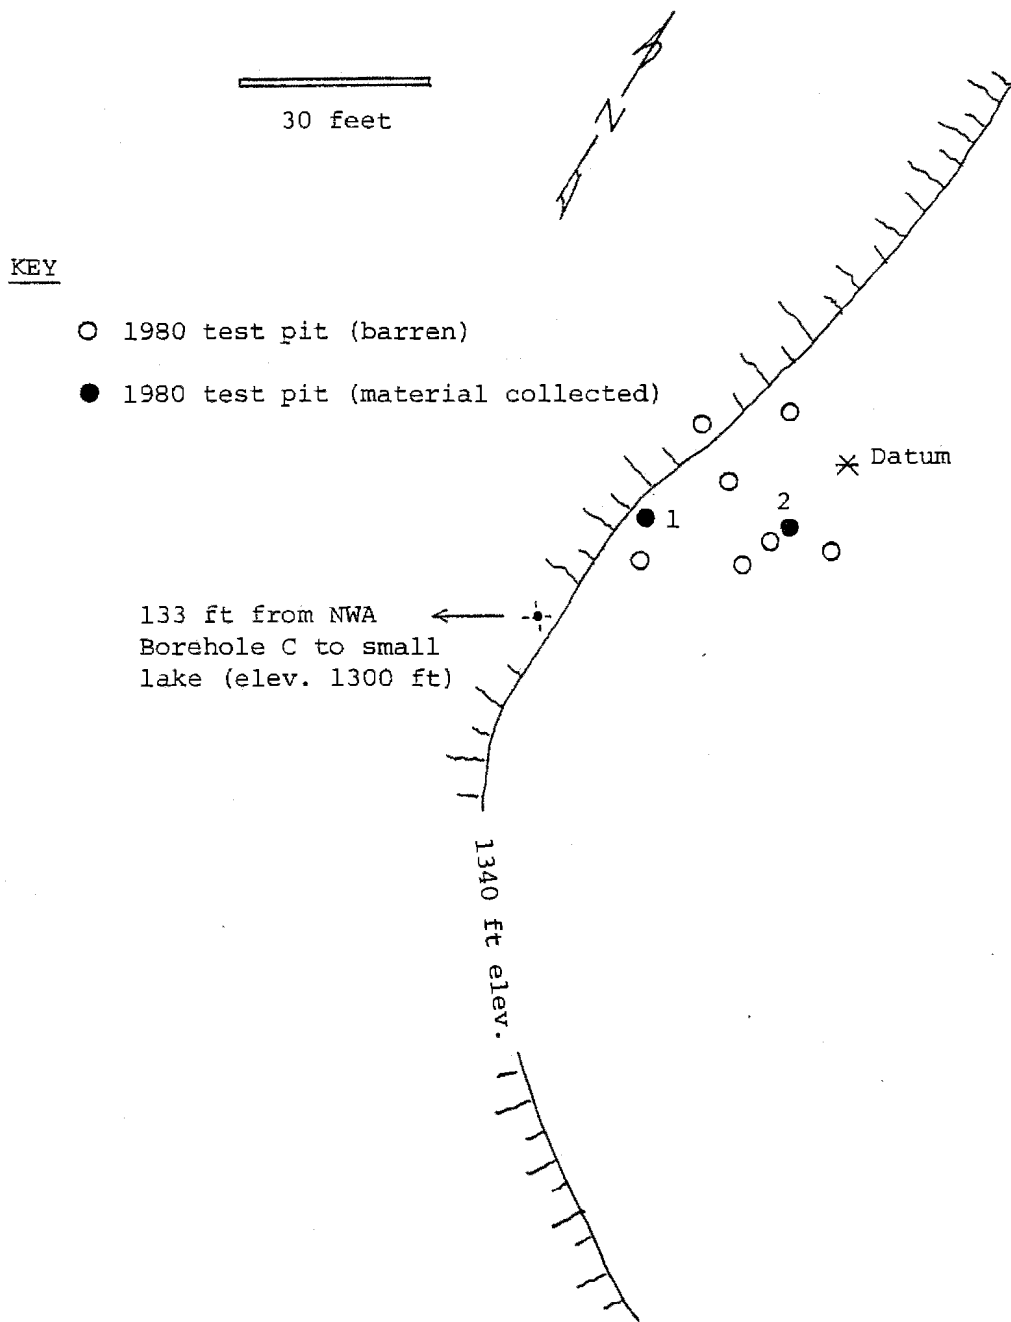 30 feet
N
KEY
1980 test pit (barren)
1980 test pit (material collected)
Datum
2
1
133 ft from NWA
Borehole C to small
lake (elev. 1300 ft)
1340 ft elev.